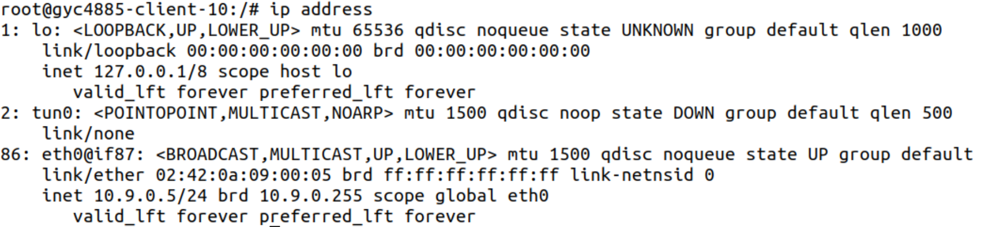 root@gyc4885-client-10:/# ip address
1: lo: <LOOPBACK,UP,LOWER_UP> mtu 65536 qdisc noqueue state UNKNOWN group default qlen 1000
    link/loopback 00:00:00:00:00:00 brd 00:00:00:00:00:00
    inet 127.0.0.1/8 scope host lo
       valid_lft forever preferred_lft forever
2: tun0: <POINTOPOINT,MULTICAST,NOARP> mtu 1500 qdisc noop state DOWN group default qlen 500
    link/none
86: eth0@if87: <BROADCAST,MULTICAST,UP,LOWER_UP> mtu 1500 qdisc noqueue state UP group default
    link/ether 02:42:0a:09:00:05 brd ff:ff:ff:ff:ff:ff link-netnsid 0
    inet 10.9.0.5/24 brd 10.9.0.255 scope global eth0
       valid_lft forever preferred_lft forever